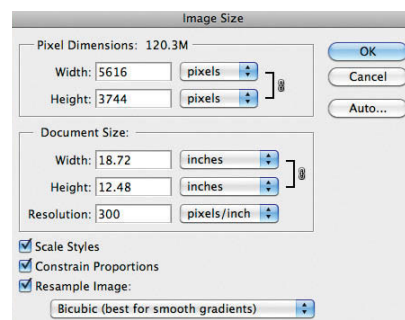 Image Size
Pixel Dimensions: 120.3M
Width: 5616 pixels
Height: 3744 pixels
OK
Cancel
Auto...
Document Size:
Width: 18.72 inches
Height: 12.48 inches
Resolution: 300 pixels/inch
Scale Styles
Constrain Proportions
Resample Image:
Bicubic (best for smooth gradients)